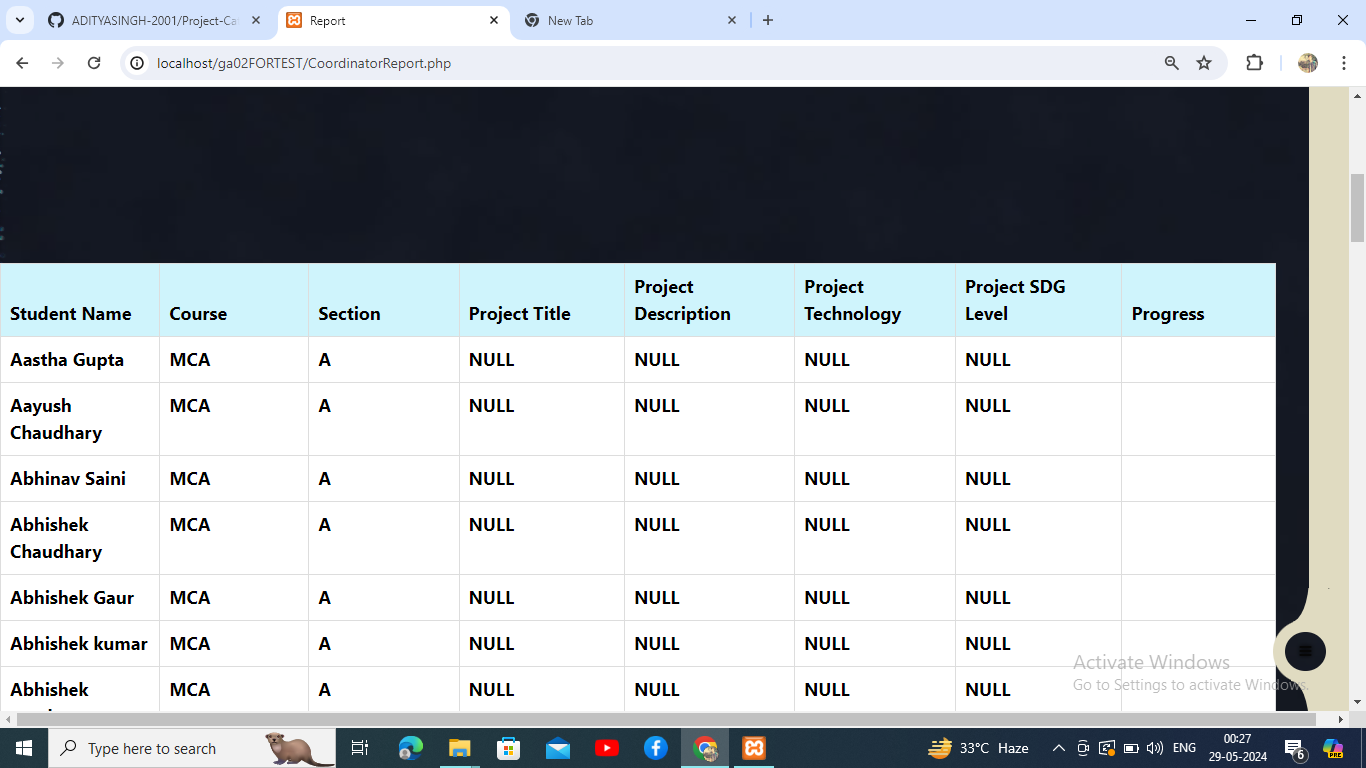 ADITYASINGH-2001/Project-Ca
Report
New Tab
localhost/ga02FORTEST/CoordinatorReport.php
Student Name Course Section Project Title Project Description Project Technology Project SDG Level Progress
Aastha Gupta MCA A NULL NULL NULL NULL
Aayush Chaudhary MCA A NULL NULL NULL NULL
Abhinav Saini MCA A NULL NULL NULL NULL
Abhishek Chaudhary MCA A NULL NULL NULL NULL
Abhishek Gaur MCA A NULL NULL NULL NULL
Abhishek kumar MCA A NULL NULL NULL NULL
Abhishek MCA A NULL NULL NULL NULL
Activate Windows
Go to Settings to activate Windows.
Type here to search
33°C Haze
ENG
00:27
29-05-2024
6
PRE